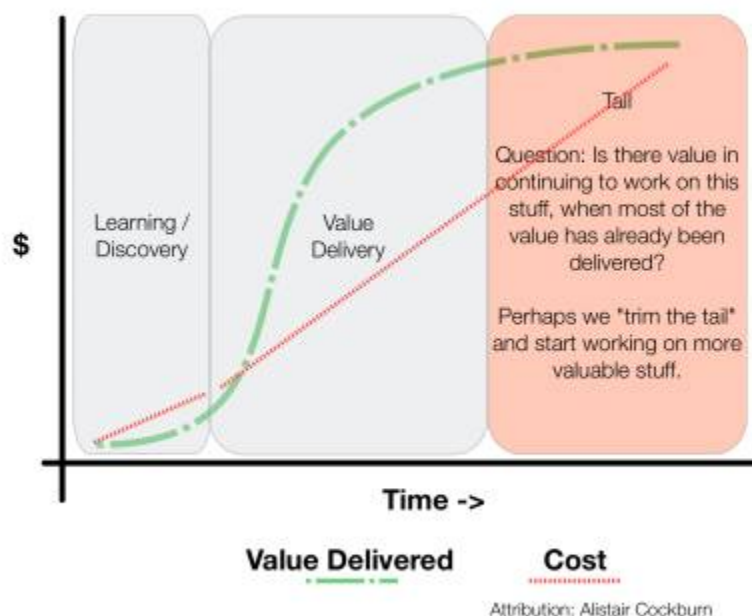 $
Learning /
Discovery
Value
Delivery
Tail
Question: Is there value in
continuing to work on this
stuff, when most of the
value has already been
delivered?
Perhaps we "trim the tail"
and start working on more
valuable stuff.
Time ->
Value Delivered
Cost
Attribution: Alistair Cockburn